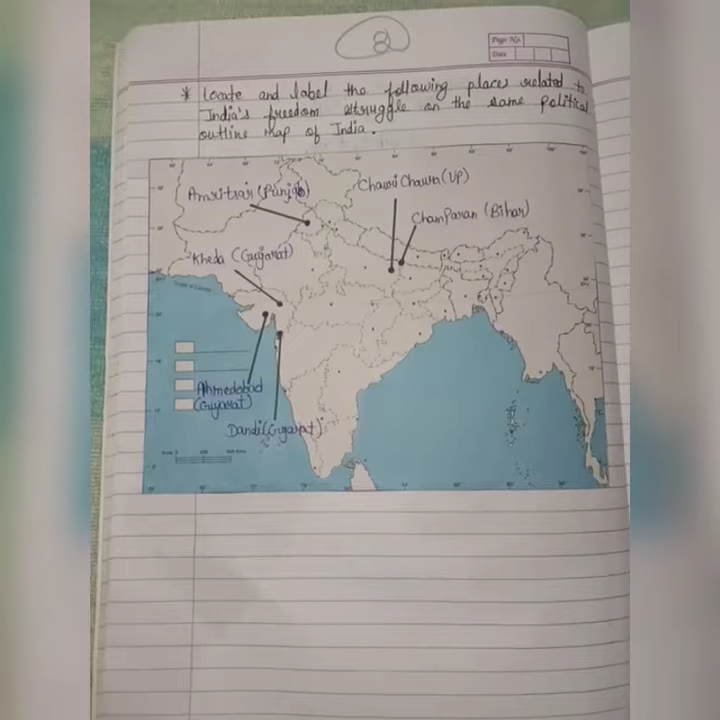 8
Page No.
Date
* Locate and label the following places related to
India's freedom struggle on the same political
outline map of India.
Amritsar (Punjab)
Chauri Chaura (UP)
Champaran (Bihar)
Kheda (Gujarat)
Ahmedabad
(Gujarat)
Dandi (Gujarat)